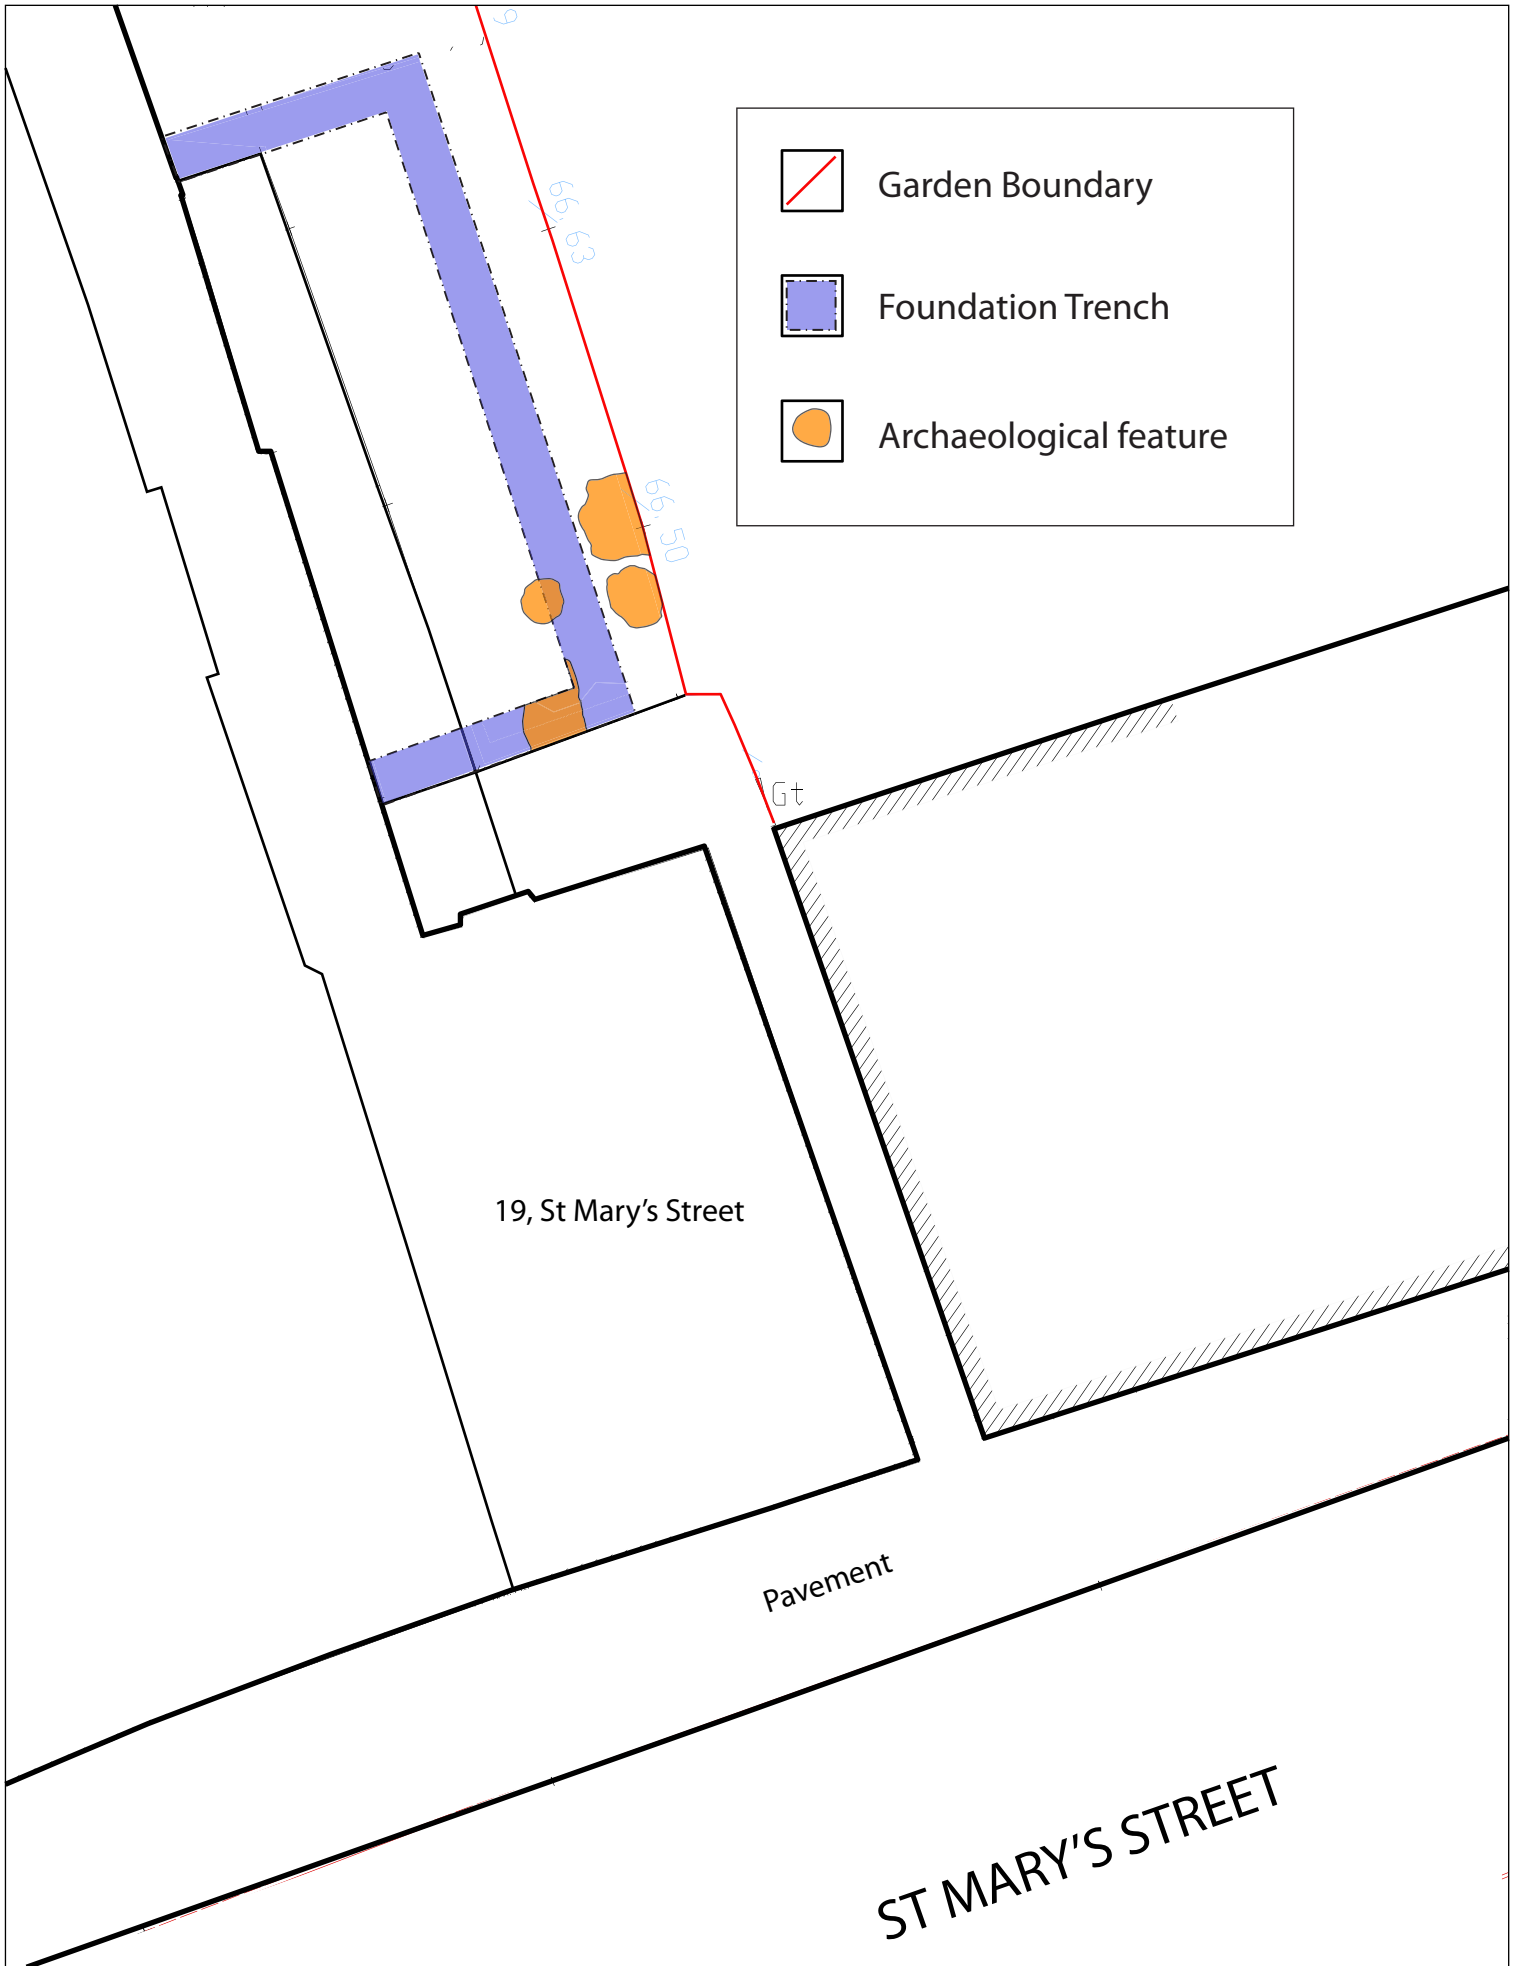 9
66.63
66.50
Garden Boundary
Foundation Trench
Archaeological feature
Gt
19, St Mary’s Street
Pavement
ST MARY’S STREET